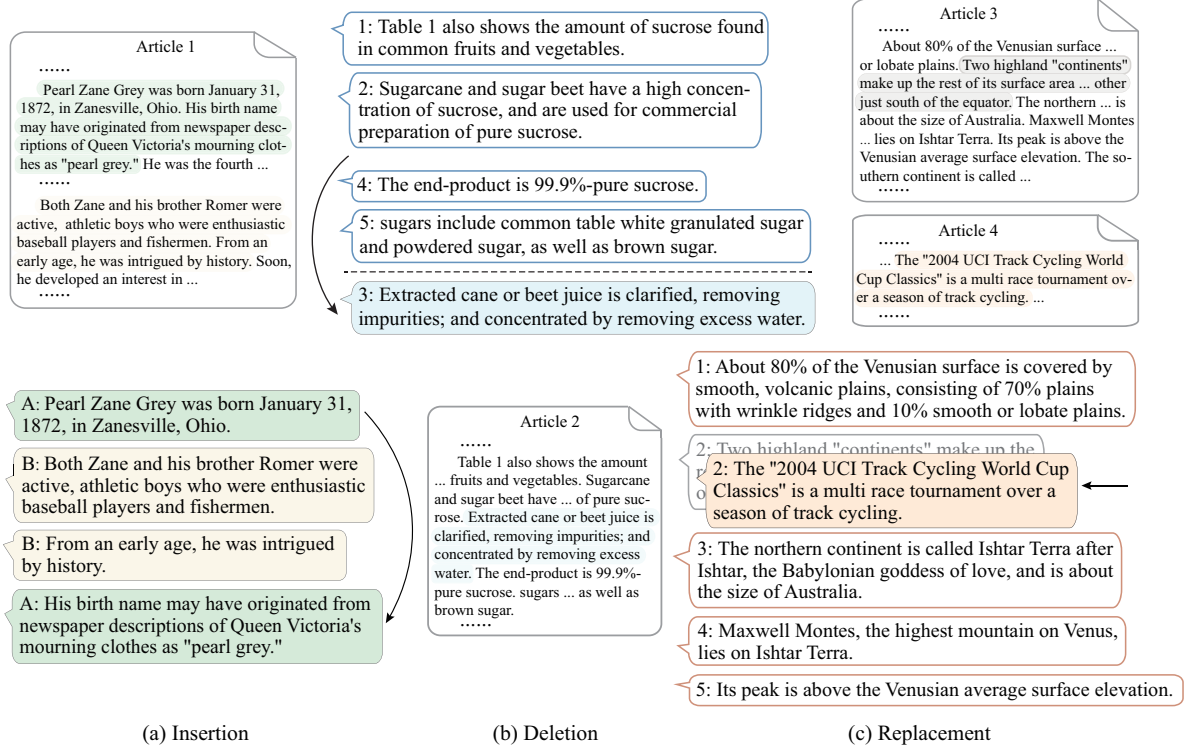 Article 1
......
Pearl Zane Grey was born January 31,
1872, in Zanesville, Ohio. His birth name
may have originated from newspaper desc-
riptions of Queen Victoria's mourning clot-
hes as "pearl grey." He was the fourth ...
......
Both Zane and his brother Romer were
active, athletic boys who were enthusiastic
baseball players and fishermen. From an
early age, he was intrigued by history. Soon,
he developed an interest in ...
......
A: Pearl Zane Grey was born January 31,
1872, in Zanesville, Ohio.
B: Both Zane and his brother Romer were
active, athletic boys who were enthusiastic
baseball players and fishermen.
B: From an early age, he was intrigued
by history.
A: His birth name may have originated from
newspaper descriptions of Queen Victoria's
mourning clothes as "pearl grey."
(a) Insertion
1: Table 1 also shows the amount of sucrose found
in common fruits and vegetables.
2: Sugarcane and sugar beet have a high concen-
tration of sucrose, and are used for commercial
preparation of pure sucrose.
4: The end-product is 99.9%-pure sucrose.
5: sugars include common table white granulated sugar
and powdered sugar, as well as brown sugar.
3: Extracted cane or beet juice is clarified, removing
impurities; and concentrated by removing excess water.
Article 2
......
Table 1 also shows the amount
... fruits and vegetables. Sugarcane
and sugar beet have ... of pure suc-
rose. Extracted cane or beet juice is
clarified, removing impurities; and
concentrated by removing excess
water. The end-product is 99.9%-
pure sucrose. sugars ... as well as
brown sugar.
......
(b) Deletion
Article 3
......
About 80% of the Venusian surface ...
or lobate plains. Two highland "continents"
make up the rest of its surface area ... other
just south of the equator. The northern ... is
about the size of Australia. Maxwell Montes
... lies on Ishtar Terra. Its peak is above the
Venusian average surface elevation. The so-
uthern continent is called ...
......
Article 4
......
... The "2004 UCI Track Cycling World
Cup Classics" is a multi race tournament ov-
er a season of track cycling. ...
......
1: About 80% of the Venusian surface is covered by
smooth, volcanic plains, consisting of 70% plains
with wrinkle ridges and 10% smooth or lobate plains.
2: Two highland "continents" make up the
2: The "2004 UCI Track Cycling World Cup
Classics" is a multi race tournament over a
season of track cycling.
3: The northern continent is called Ishtar Terra after
Ishtar, the Babylonian goddess of love, and is about
the size of Australia.
4: Maxwell Montes, the highest mountain on Venus,
lies on Ishtar Terra.
5: Its peak is above the Venusian average surface elevation.
(c) Replacement